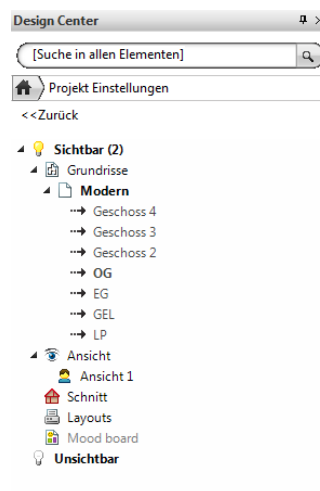 Design Center
[Suche in allen Elementen]
Projekt Einstellungen
<<Zurück
Sichtbar (2)
Grundrisse
Modern
Geschoss 4
Geschoss 3
Geschoss 2
OG
EG
GEL
LP
Ansicht
Ansicht 1
Schnitt
Layouts
Mood board
Unsichtbar